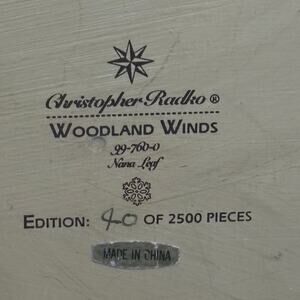 Christopher Radko ®
WOODLAND WINDS
99-760-0
Nana Leaf
EDITION: 40 OF 2500 PIECES
MADE IN CHINA